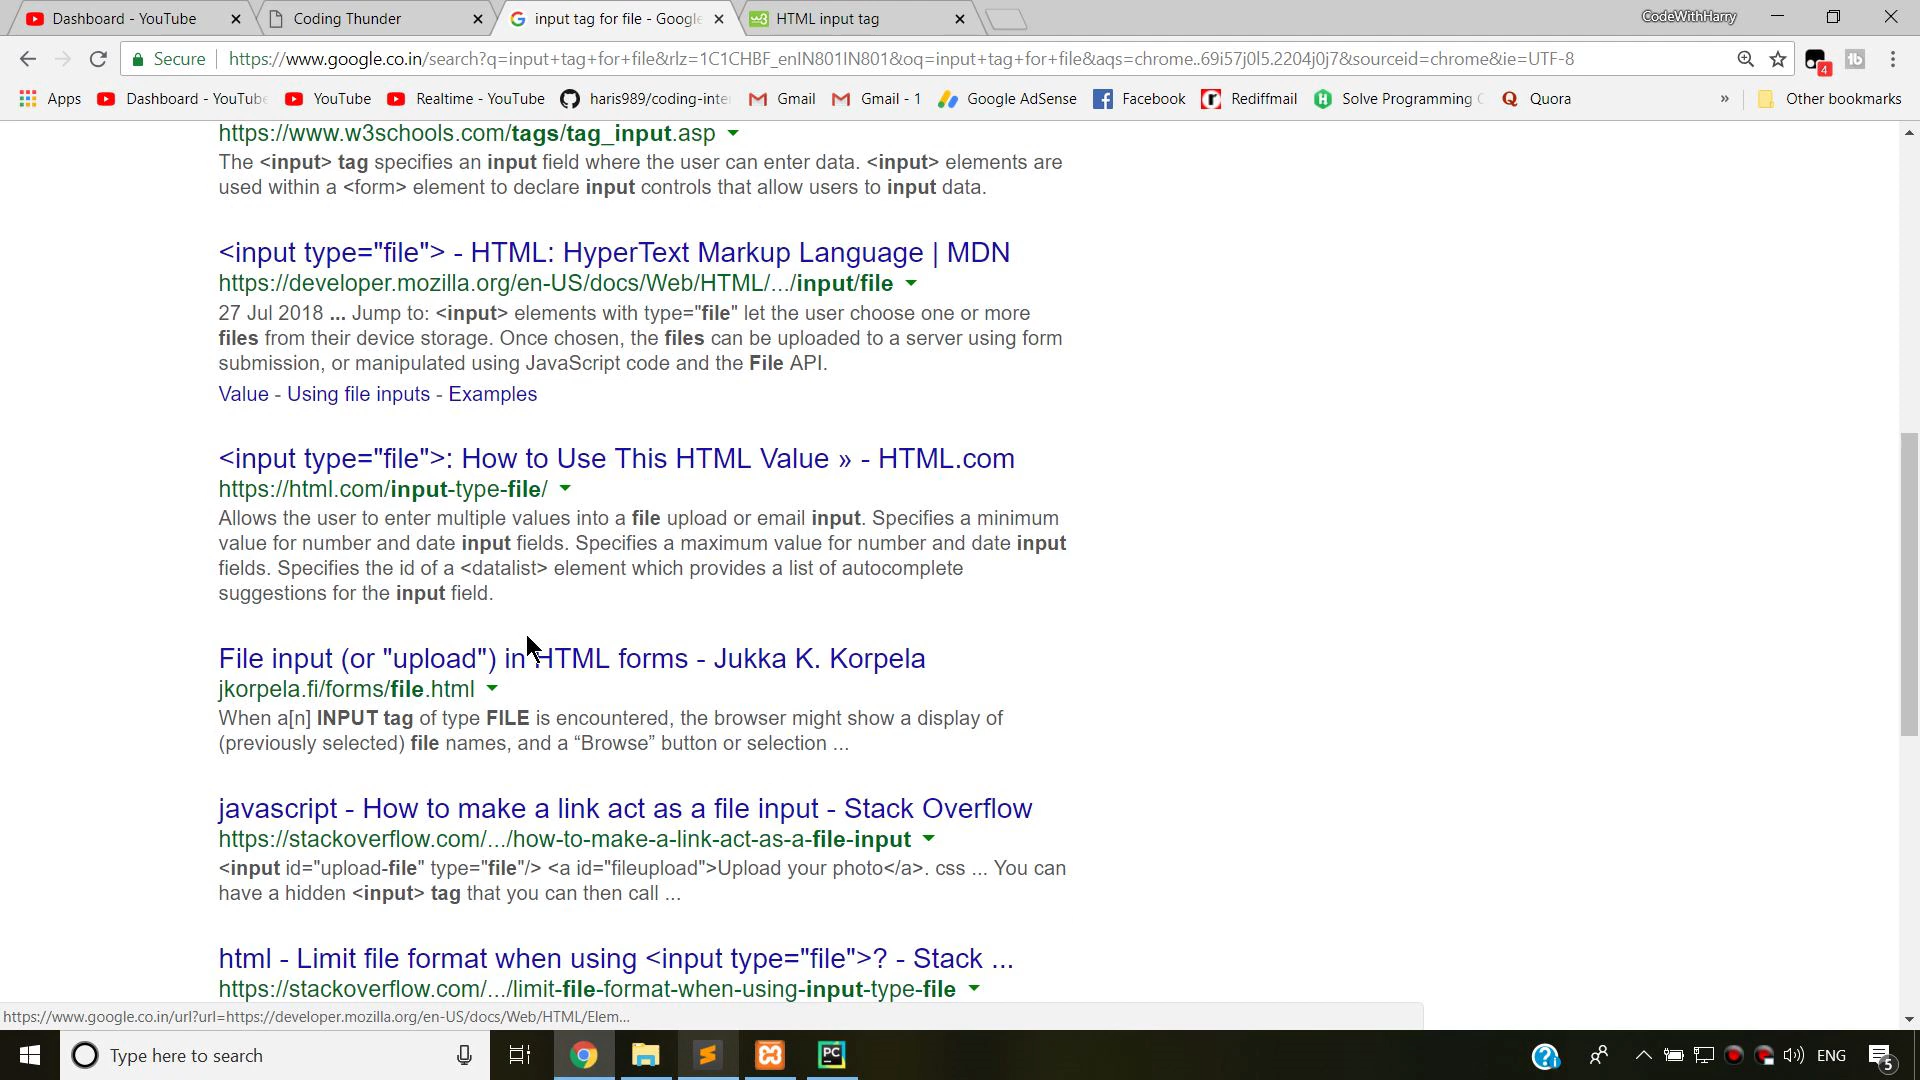 Dashboard - YouTube
Coding Thunder
input tag for file - Google
HTML input tag
CodeWithHarry
Secure
https://www.google.co.in/search?q=input+tag+for+file&rlz=1C1CHBF_enIN801IN801&oq=input+tag+for+file&aqs=chrome..69i57j0l5.2204j0j7&sourceid=chrome&ie=UTF-8
4
Apps
Dashboard - YouTube
YouTube
Realtime - YouTube
haris989/coding-inte
Gmail
Gmail - 1
Google AdSense
Facebook
Rediffmail
Solve Programming
Quora
»
Other bookmarks
https://www.w3schools.com/tags/tag_input.asp
The <input> tag specifies an input field where the user can enter data. <input> elements are
used within a <form> element to declare input controls that allow users to input data.
<input type="file"> - HTML: HyperText Markup Language | MDN
https://developer.mozilla.org/en-US/docs/Web/HTML/.../input/file
27 Jul 2018 ... Jump to: <input> elements with type="file" let the user choose one or more
files from their device storage. Once chosen, the files can be uploaded to a server using form
submission, or manipulated using JavaScript code and the File API.
Value - Using file inputs - Examples
<input type="file">: How to Use This HTML Value » - HTML.com
https://html.com/input-type-file/
Allows the user to enter multiple values into a file upload or email input. Specifies a minimum
value for number and date input fields. Specifies a maximum value for number and date input
fields. Specifies the id of a <datalist> element which provides a list of autocomplete
suggestions for the input field.
File input (or "upload") in HTML forms - Jukka K. Korpela
jkorpela.fi/forms/file.html
When a[n] INPUT tag of type FILE is encountered, the browser might show a display of
(previously selected) file names, and a “Browse” button or selection ...
javascript - How to make a link act as a file input - Stack Overflow
https://stackoverflow.com/.../how-to-make-a-link-act-as-a-file-input
<input id="upload-file" type="file"/> <a id="fileupload">Upload your photo</a>. css ... You can
have a hidden <input> tag that you can then call ...
html - Limit file format when using <input type="file">? - Stack ...
https://stackoverflow.com/.../limit-file-format-when-using-input-type-file
https://www.google.co.in/url?url=https://developer.mozilla.org/en-US/docs/Web/HTML/Elem...
Type here to search
ENG
5